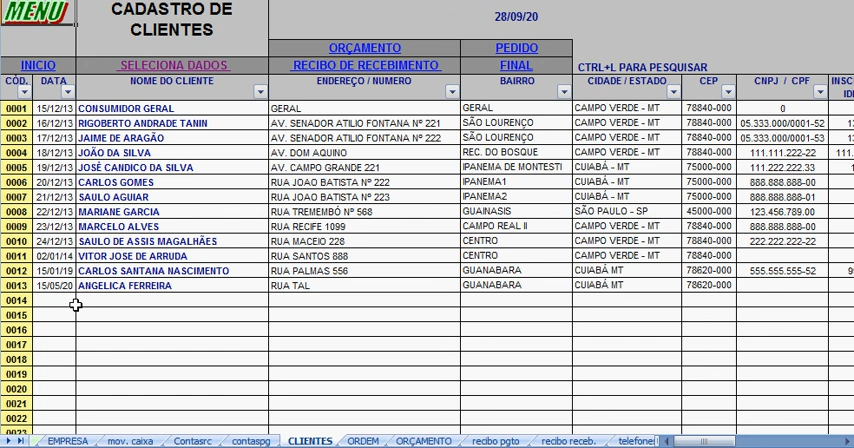 MENU
CADASTRO DE
CLIENTES
28/09/20
ORÇAMENTO PEDIDO
INICIO SELECIONA DADOS RECIBO DE RECEBIMENTO FINAL CTRL+L PARA PESQUISAR
CÓD. DATA NOME DO CLIENTE ENDEREÇO / NUMERO BAIRRO CIDADE / ESTADO CEP CNPJ / CPF INSC
0001 15/12/13 CONSUMIDOR GERAL GERAL GERAL CAMPO VERDE - MT 78840-000 0
0002 16/12/13 RIGOBERTO ANDRADE TANIN AV. SENADOR ATILIO FONTANA Nº 221 SÃO LOURENÇO CAMPO VERDE - MT 78840-000 05.333.000/0001-52 13
0003 17/12/13 JAIME DE ARAGÃO AV. SENADOR ATILIO FONTANA Nº 222 SÃO LOURENÇO CAMPO VERDE - MT 78840-000 05.333.000/0001-53 13
0004 18/12/13 JOÃO DA SILVA AV. DOM AQUINO REC. DO BOSQUE CAMPO VERDE - MT 78840-000 111.111.222-22 111.
0005 19/12/13 JOSÉ CANDICO DA SILVA AV. CAMPO GRANDE 221 IPANEMA DE MONTESTI CUIABÁ - MT 75000-000 111.222.222.33
0006 20/12/13 CARLOS GOMES RUA JOAO BATISTA Nº 222 IPANEMA1 CUIABÁ - MT 75000-000 888.888.888-00
0007 21/12/13 SAULO AGUIAR RUA JOAO BATISTA Nº 223 IPANEMA2 CUIABÁ - MT 75000-000 888.888.888-01
0008 22/12/13 MARIANE GARCIA RUA TREMEMBÓ Nº 568 GUAINASIS SÃO PAULO - SP 45000-000 123.456.789.00
0009 23/12/13 MARCELO ALVES RUA RECIFE 1099 CAMPO REAL II CAMPO VERDE - MT 78840-000 888.888.888-00
0010 24/12/13 SAULO DE ASSIS MAGALHÃES RUA MACEIO 228 CENTRO CAMPO VERDE - MT 78840-000 222.222.222-22
0011 02/01/14 VITOR JOSE DE ARRUDA RUA SANTOS 888 CENTRO CAMPO VERDE - MT 78840-000
0012 15/01/19 CARLOS SANTANA NASCIMENTO RUA PALMAS 556 GUANABARA CUIABÁ MT 78620-000 555.555.555-52
0013 15/05/20 ANGELICA FERREIRA RUA TAL GUANABARA CUIABÁ MT 78620-000
0014
0015
0016
0017
0018
0019
0020
0021
0022
EMPRESA mov. caixa Contasrc contaspg CLIENTES ORDEM ORÇAMENTO recibo pgto recibo receb. telefones